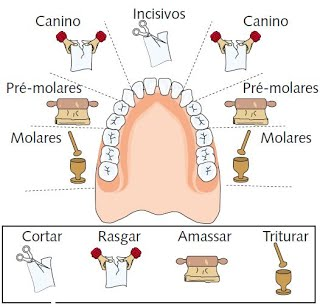 Incisivos
Canino
Canino
Pré-molares
Pré-molares
Molares
Molares
Cortar
Rasgar
Amassar
Triturar